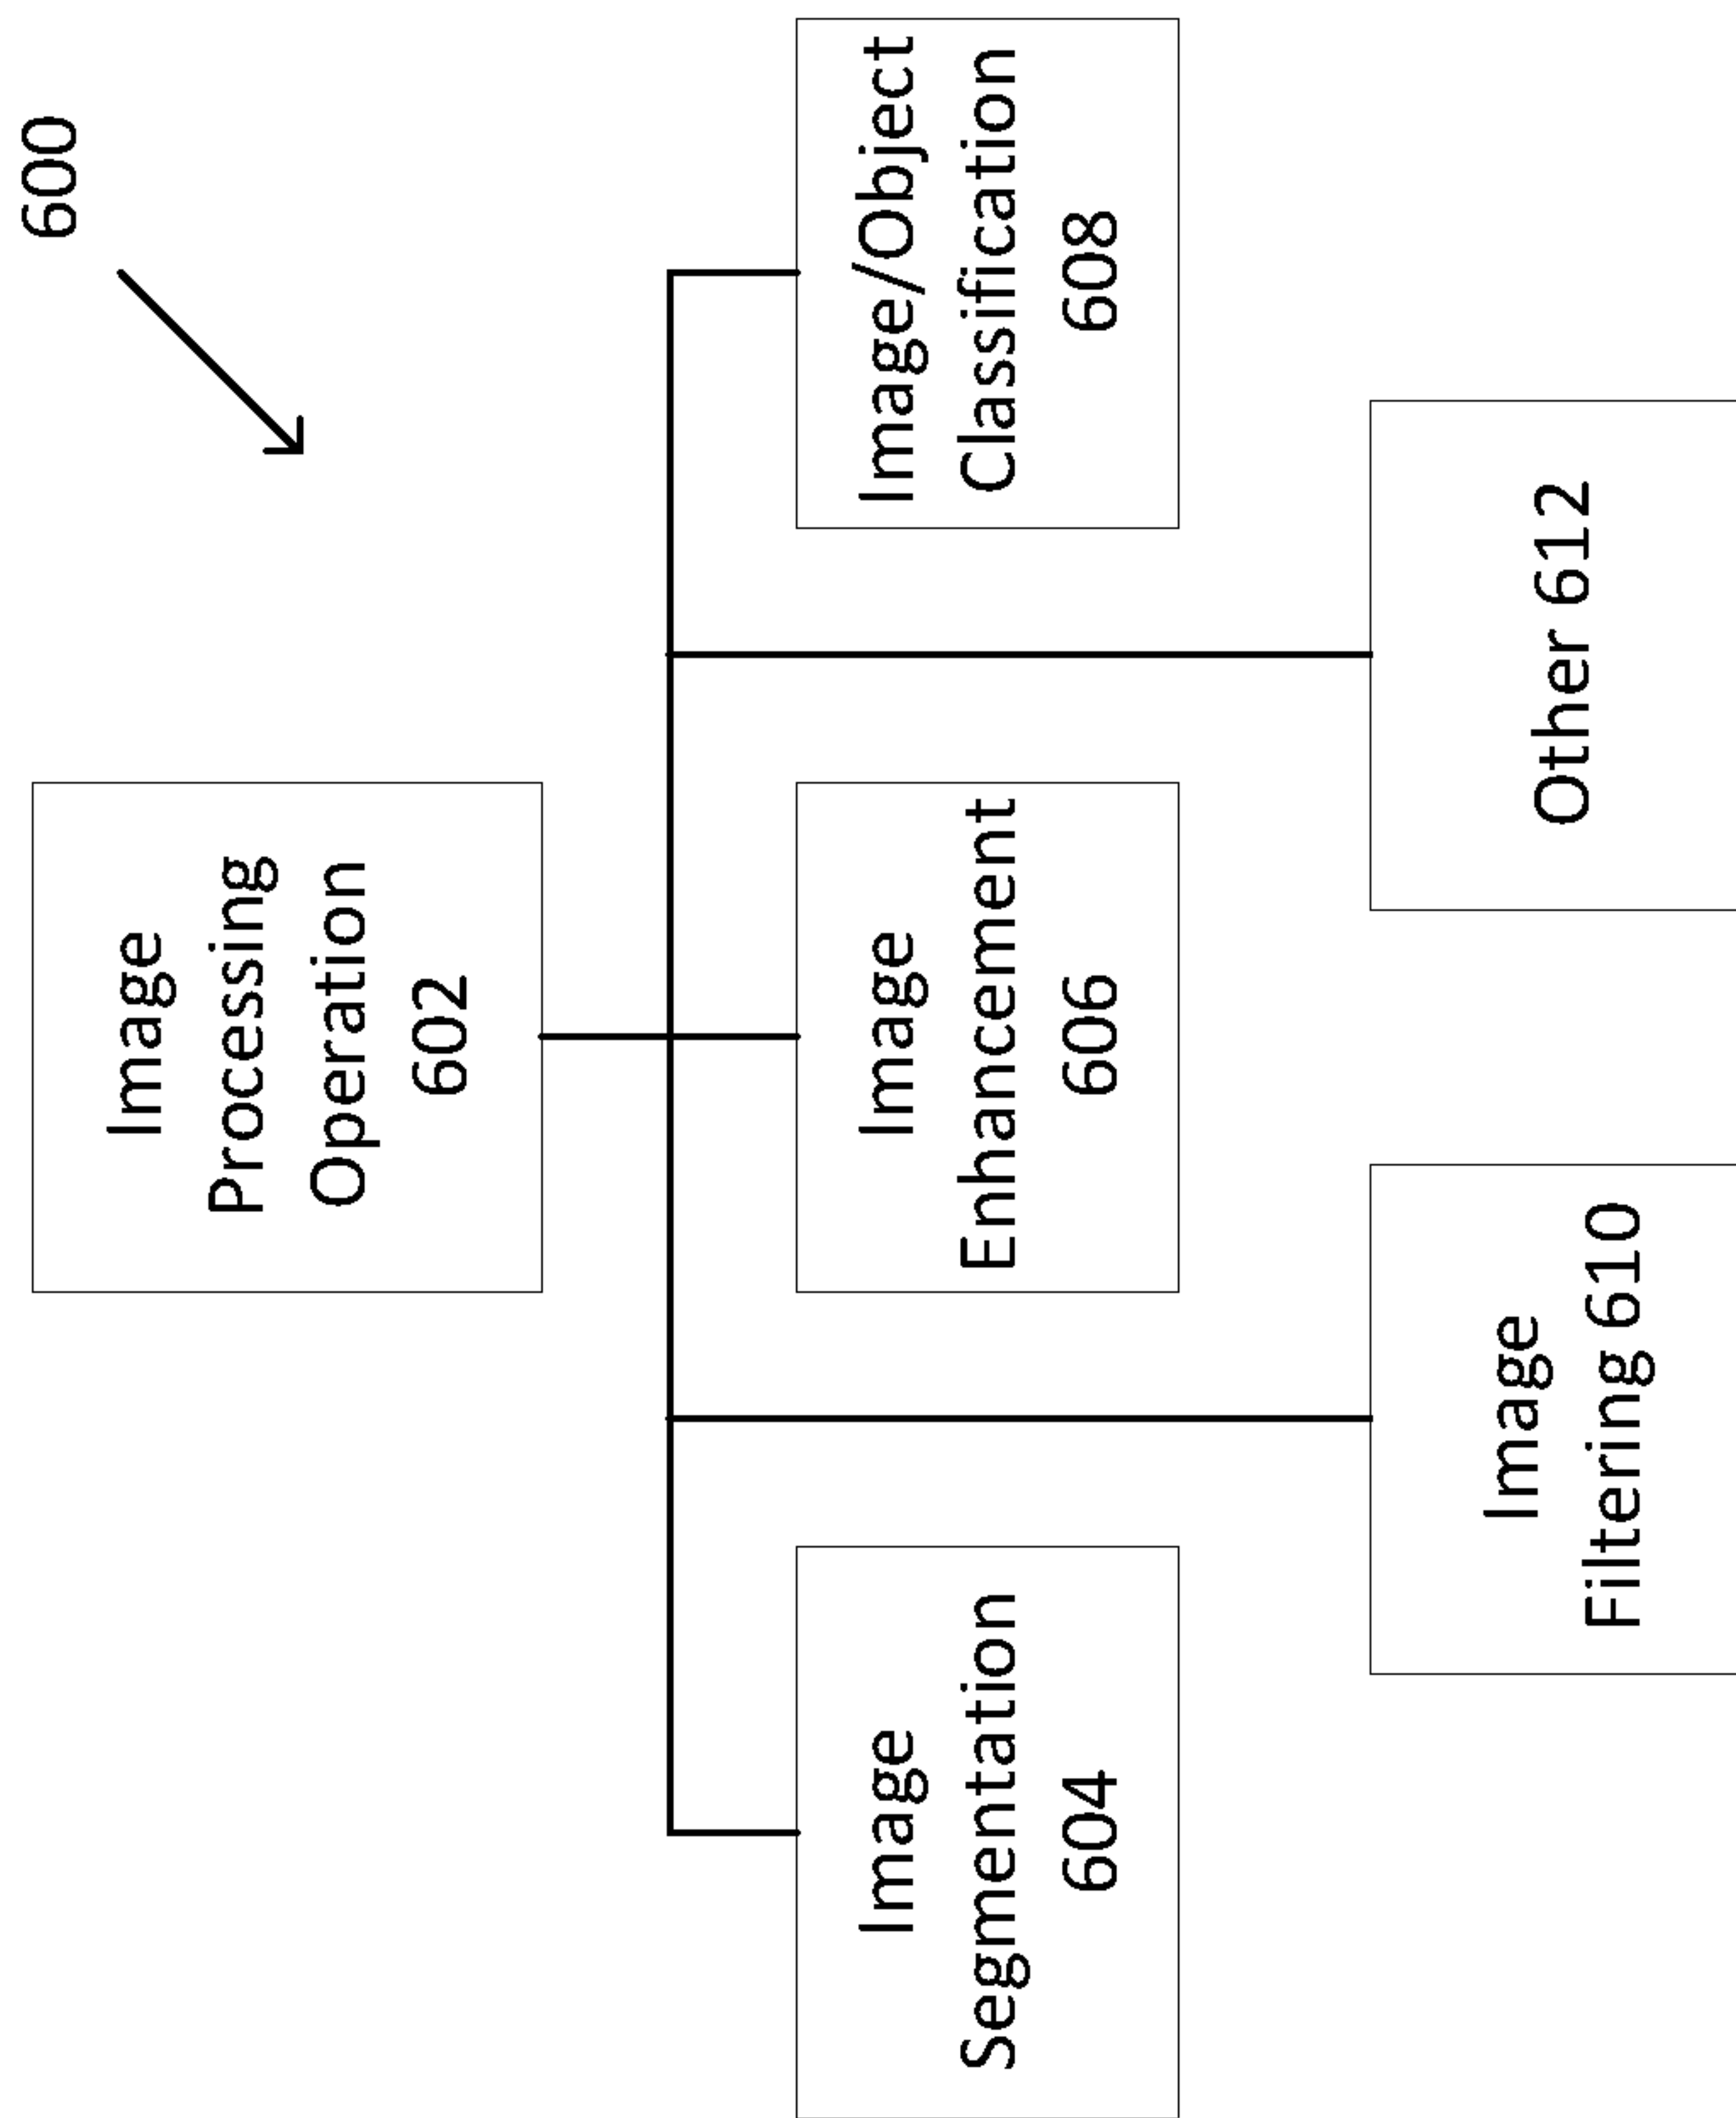 600
Image
Processing
Operation
602
Image
Segmentation
604
Image
Enhancement
606
Image/Object
Classification
608
Image
Filtering 610
Other 612